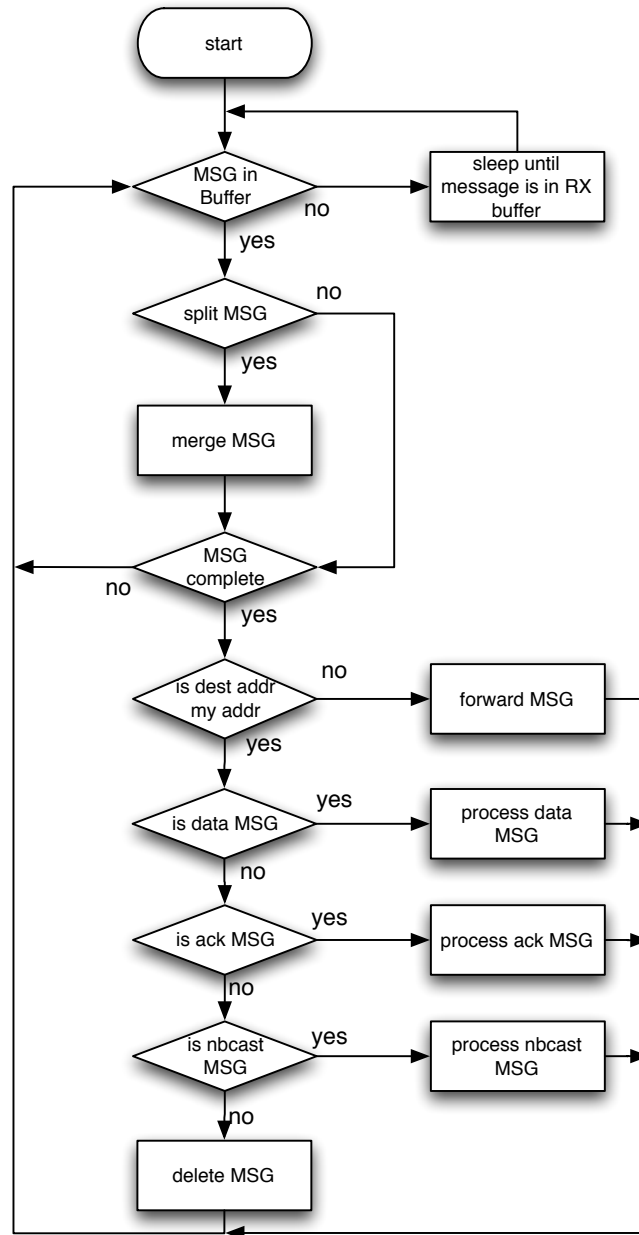 start
MSG in
Buffer
no
sleep until
message is in RX
buffer
yes
split MSG
no
yes
merge MSG
MSG
complete
no
yes
is dest addr
my addr
no
forward MSG
yes
is data MSG
yes
process data
MSG
no
is ack MSG
yes
process ack MSG
no
is nbcast
MSG
yes
process nbcast
MSG
no
delete MSG